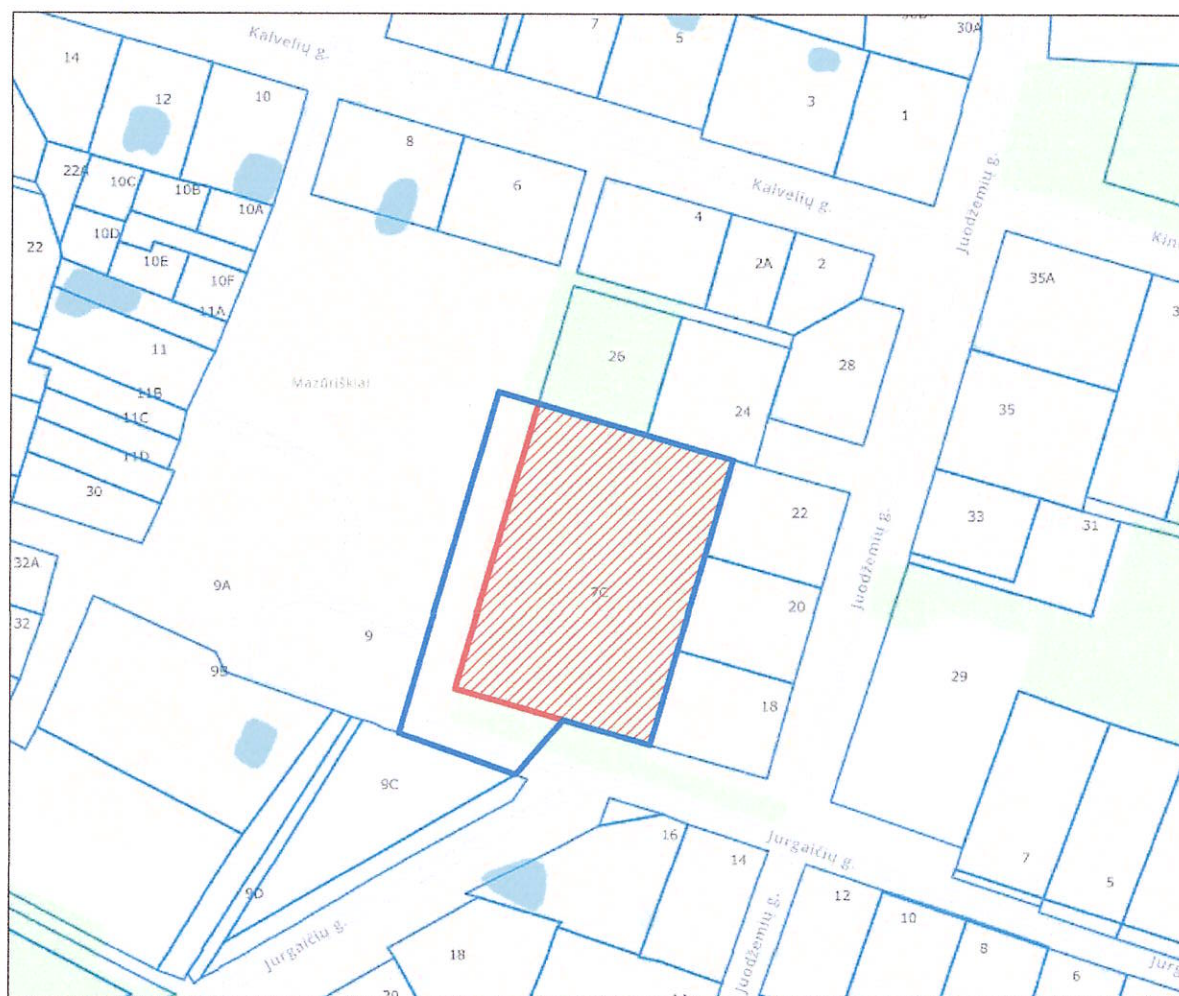 Kalvelių g.
7
5
30A
14
12
10
3
1
8
6
22A
10C
10B
10A
4
Kalvelių g.
Juodžemių g.
10D
22
10E
10F
2A
2
35A
11A
11
26
28
Mažūriškiai
11B
24
35
11C
11D
30
22
33
31
Juodžemių g.
32A
9A
7C
20
32
9
9B
18
29
9C
16
14
Jurgaičių g.
7
5
9D
12
10
Jurgaičių g.
18
8
Juodžemių g.
6